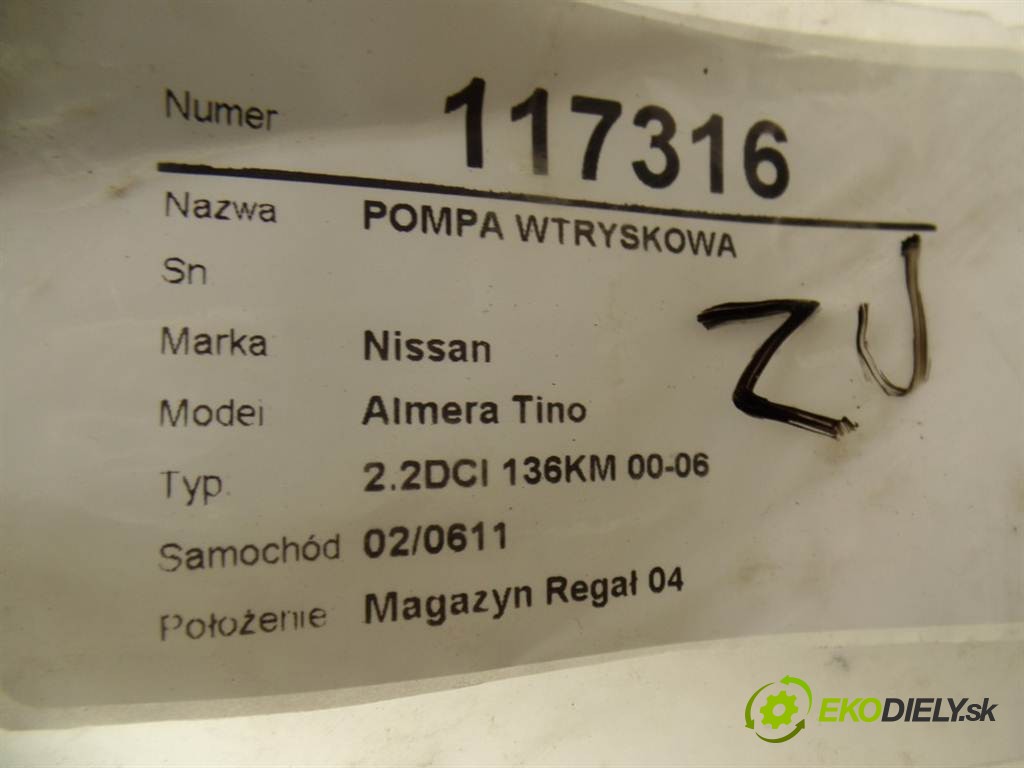 Numer 117316
Nazwa POMPA WTRYSKOWA
Sn
Marka Nissan
Model Almera Tino
Typ 2.2DCI 136KM 00-06
Samochód 02/0611
Położenie Magazyn Regał 04
ZU
EKODIELY.sk